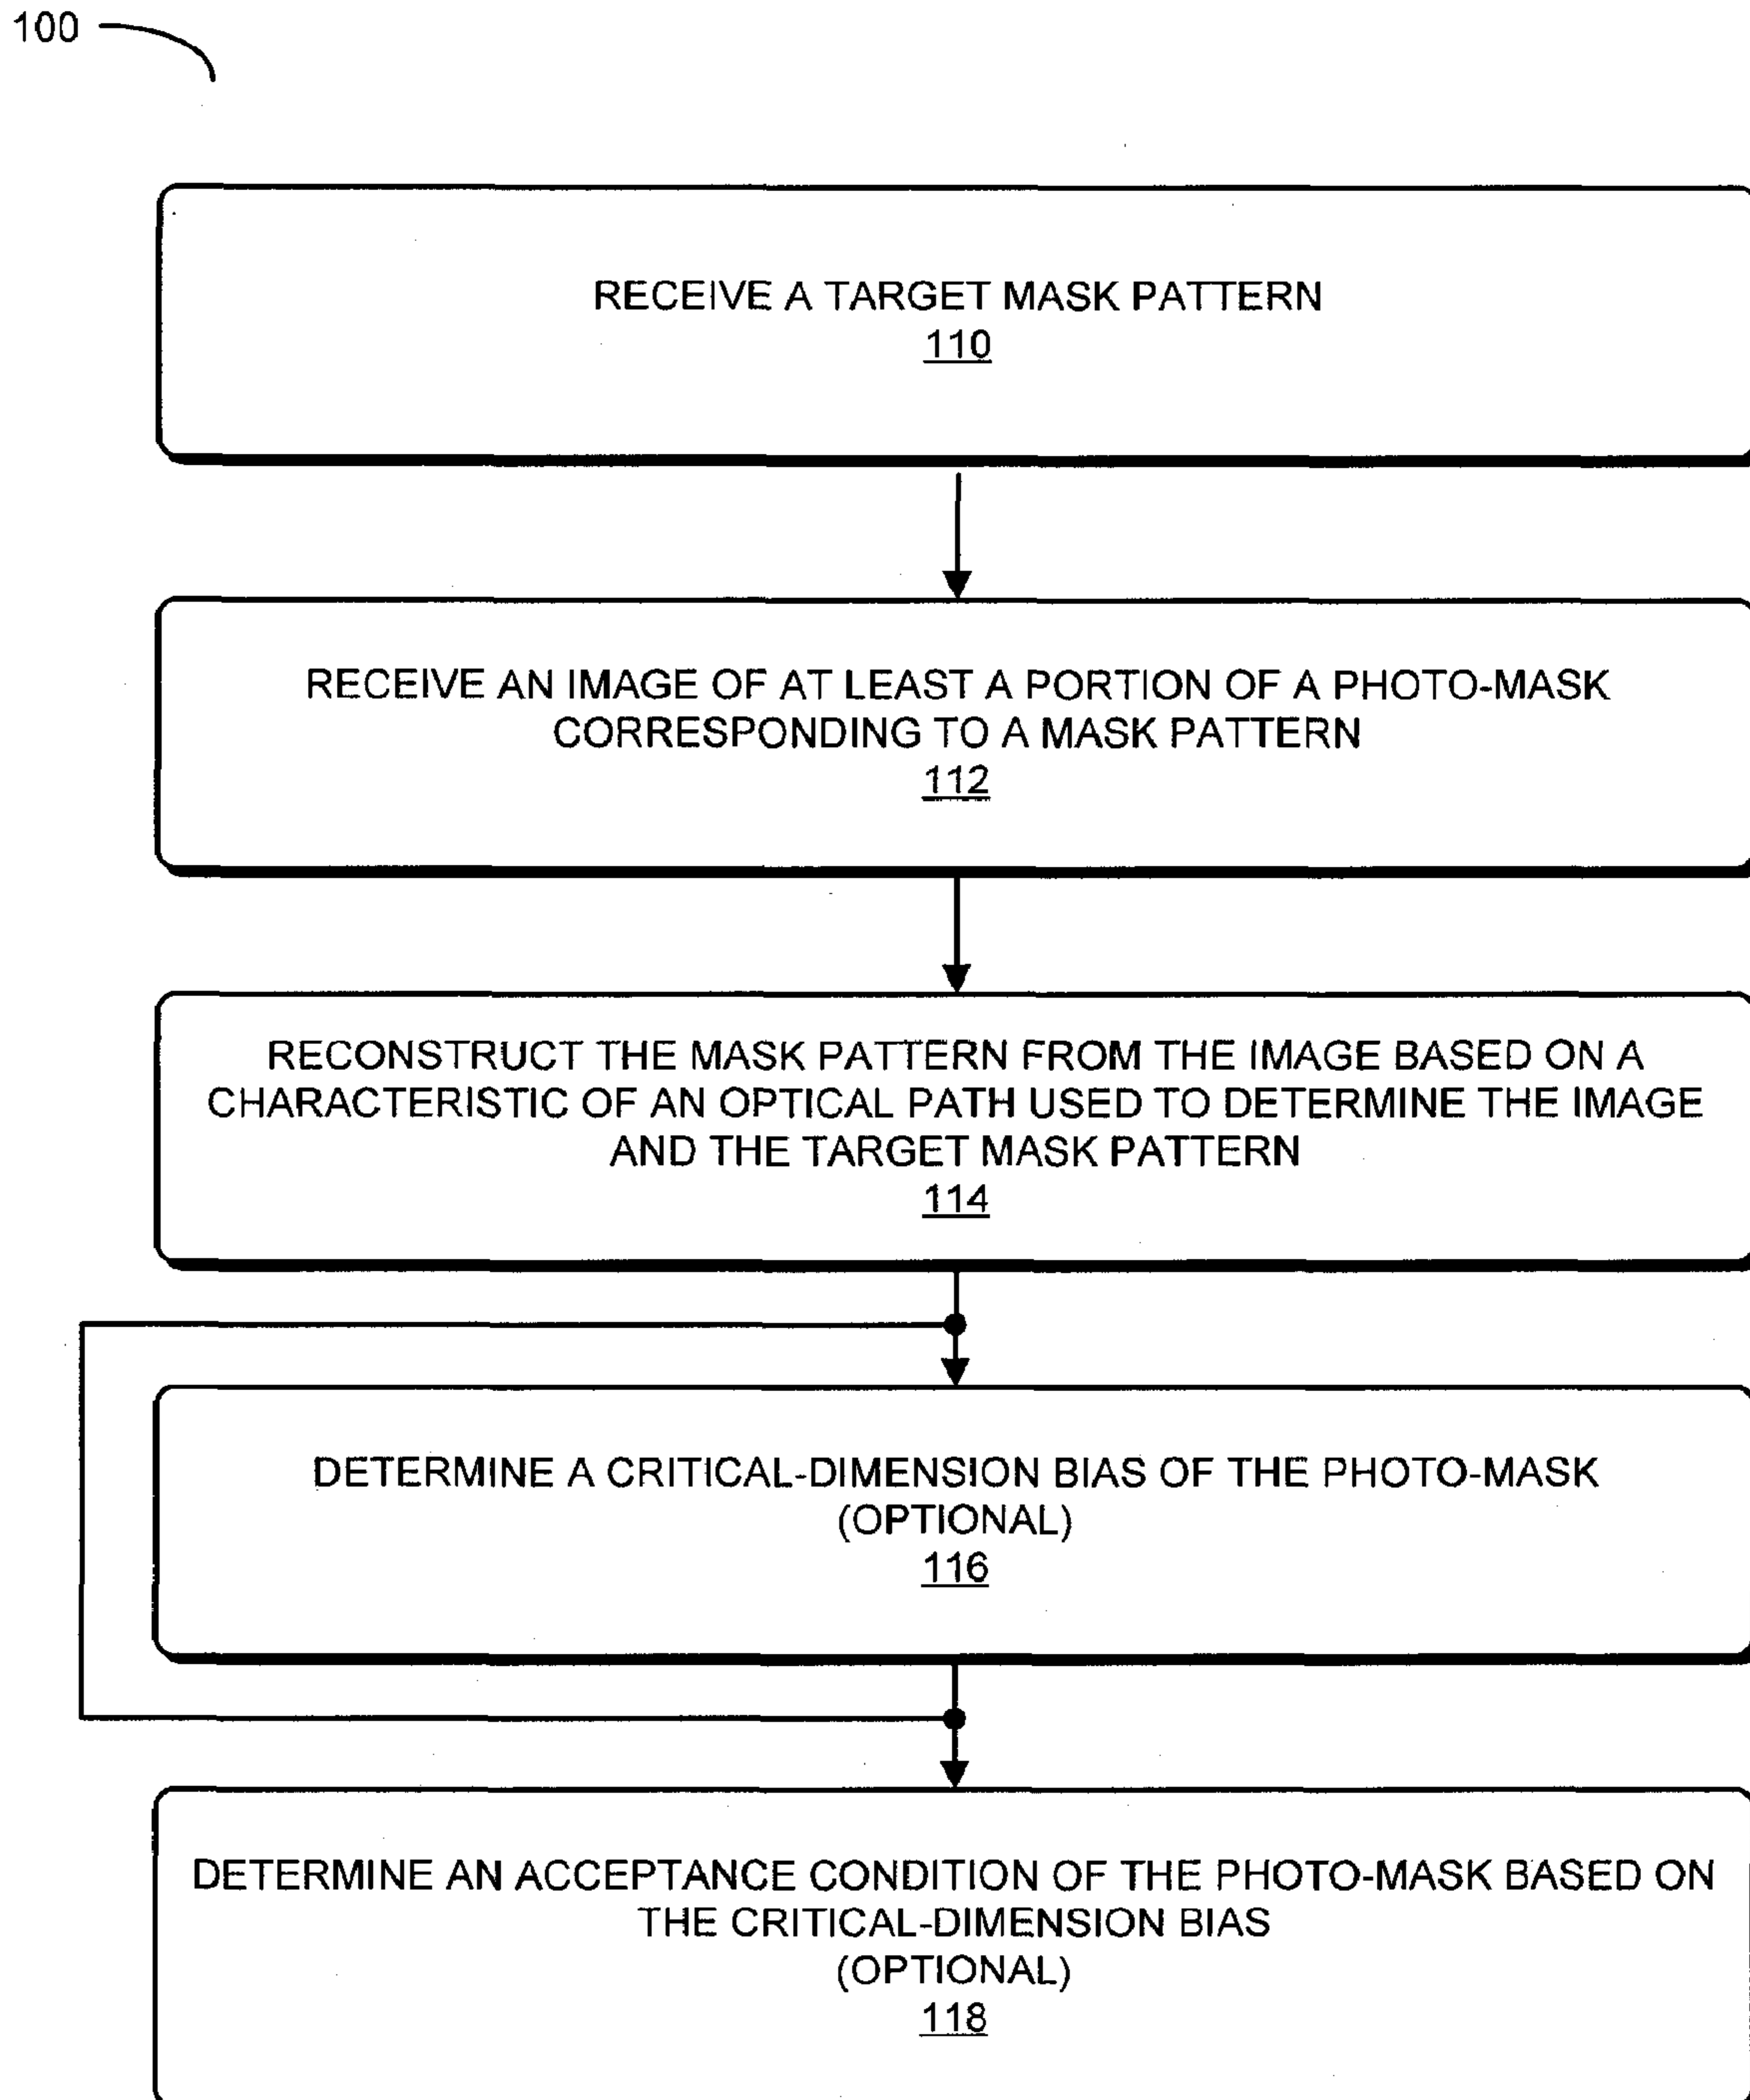 100
RECEIVE A TARGET MASK PATTERN
110
RECEIVE AN IMAGE OF AT LEAST A PORTION OF A PHOTO-MASK
CORRESPONDING TO A MASK PATTERN
112
RECONSTRUCT THE MASK PATTERN FROM THE IMAGE BASED ON A
CHARACTERISTIC OF AN OPTICAL PATH USED TO DETERMINE THE IMAGE
AND THE TARGET MASK PATTERN
114
DETERMINE A CRITICAL-DIMENSION BIAS OF THE PHOTO-MASK
(OPTIONAL)
116
DETERMINE AN ACCEPTANCE CONDITION OF THE PHOTO-MASK BASED ON
THE CRITICAL-DIMENSION BIAS
(OPTIONAL)
118